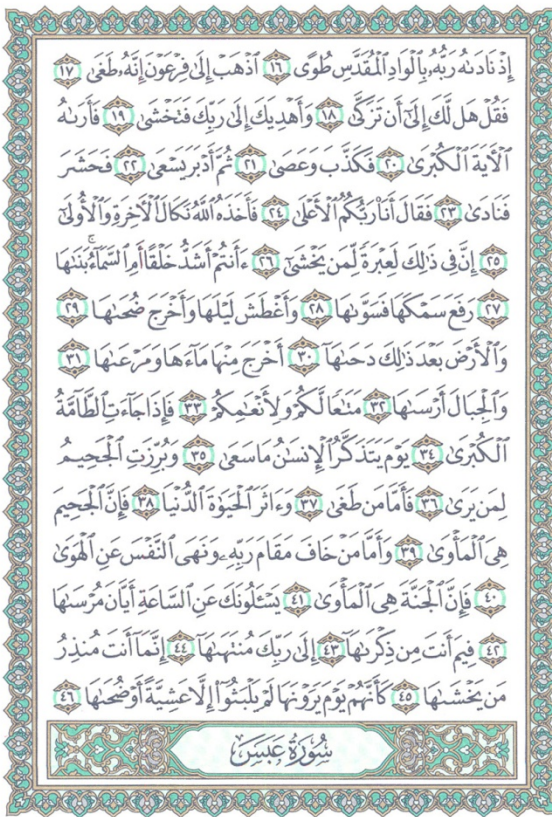 إِذْ نَادَىٰهُ رَبُّهُۥ بِٱلْوَادِ ٱلْمُقَدَّسِ طُوًى ١٦ ٱذْهَبْ إِلَىٰ فِرْعَوْنَ إِنَّهُۥ طَغَىٰ ١٧
فَقُلْ هَل لَّكَ إِلَىٰٓ أَن تَزَكَّىٰ ١٨ وَأَهْدِيَكَ إِلَىٰ رَبِّكَ فَتَخْشَىٰ ١٩ فَأَرَىٰهُ
ٱلْـَٔايَةَ ٱلْكُبْرَىٰ ٢٠ فَكَذَّبَ وَعَصَىٰ ٢١ ثُمَّ أَدْبَرَ يَسْعَىٰ ٢٢ فَحَشَرَ
فَنَادَىٰ ٢٣ فَقَالَ أَنَا۠ رَبُّكُمُ ٱلْأَعْلَىٰ ٢٤ فَأَخَذَهُ ٱللَّهُ نَكَالَ ٱلْـَٔاخِرَةِ وَٱلْأُولَىٰٓ
٢٥ إِنَّ فِى ذَٰلِكَ لَعِبْرَةً لِّمَن يَخْشَىٰٓ ٢٦ ءَأَنتُمْ أَشَدُّ خَلْقًا أَمِ ٱلسَّمَآءُ ۚ بَنَىٰهَا
٢٧ رَفَعَ سَمْكَهَا فَسَوَّىٰهَا ٢٨ وَأَغْطَشَ لَيْلَهَا وَأَخْرَجَ ضُحَىٰهَا ٢٩
وَٱلْأَرْضَ بَعْدَ ذَٰلِكَ دَحَىٰهَآ ٣٠ أَخْرَجَ مِنْهَا مَآءَهَا وَمَرْعَىٰهَا ٣١
وَٱلْجِبَالَ أَرْسَىٰهَا ٣٢ مَتَٰعًا لَّكُمْ وَلِأَنْعَٰمِكُمْ ٣٣ فَإِذَا جَآءَتِ ٱلطَّآمَّةُ
ٱلْكُبْرَىٰ ٣٤ يَوْمَ يَتَذَكَّرُ ٱلْإِنسَٰنُ مَا سَعَىٰ ٣٥ وَبُرِّزَتِ ٱلْجَحِيمُ
لِمَن يَرَىٰ ٣٦ فَأَمَّا مَن طَغَىٰ ٣٧ وَءَاثَرَ ٱلْحَيَوٰةَ ٱلدُّنْيَا ٣٨ فَإِنَّ ٱلْجَحِيمَ
هِىَ ٱلْمَأْوَىٰ ٣٩ وَأَمَّا مَنْ خَافَ مَقَامَ رَبِّهِۦ وَنَهَى ٱلنَّفْسَ عَنِ ٱلْهَوَىٰ
٤٠ فَإِنَّ ٱلْجَنَّةَ هِىَ ٱلْمَأْوَىٰ ٤١ يَسْـَٔلُونَكَ عَنِ ٱلسَّاعَةِ أَيَّانَ مُرْسَىٰهَا
٤٢ فِيمَ أَنتَ مِن ذِكْرَىٰهَآ ٤٣ إِلَىٰ رَبِّكَ مُنتَهَىٰهَآ ٤٤ إِنَّمَآ أَنتَ مُنذِرُ
مَن يَخْشَىٰهَا ٤٥ كَأَنَّهُمْ يَوْمَ يَرَوْنَهَا لَمْ يَلْبَثُوٓا۟ إِلَّا عَشِيَّةً أَوْ ضُحَىٰهَا ٤٦
سُورَةُ عَبَسَ